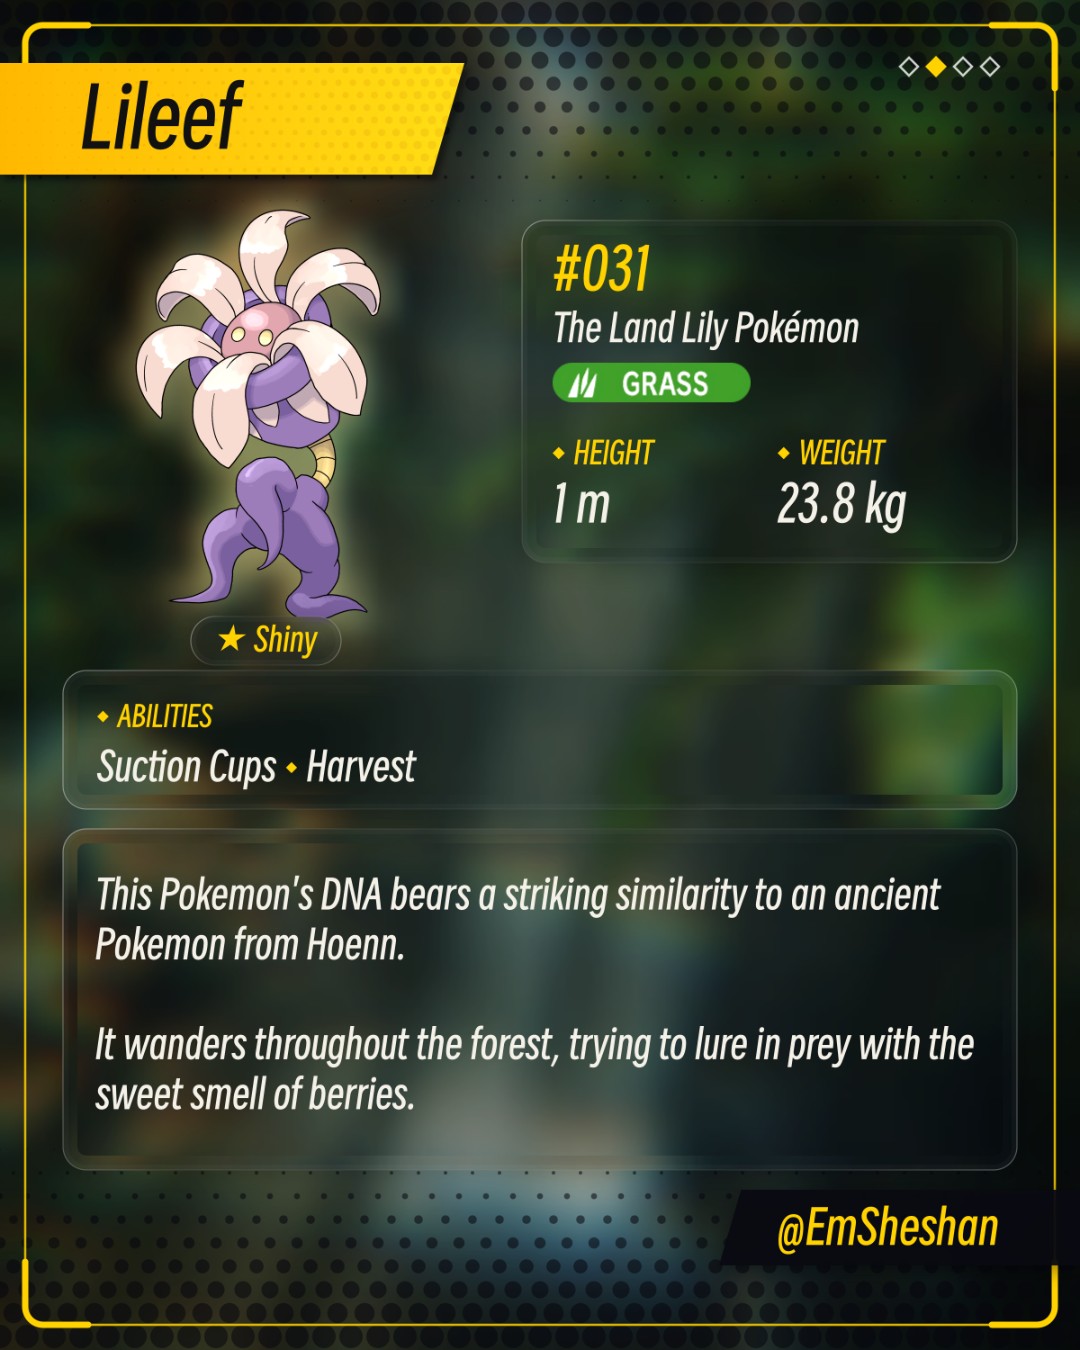 Lileef
#031
The Land Lily Pokémon
GRASS
HEIGHT
1 m
WEIGHT
23.8 kg
★ Shiny
ABILITIES
Suction Cups ◆ Harvest
This Pokemon's DNA bears a striking similarity to an ancient
Pokemon from Hoenn.
It wanders throughout the forest, trying to lure in prey with the
sweet smell of berries.
@EmSheshan